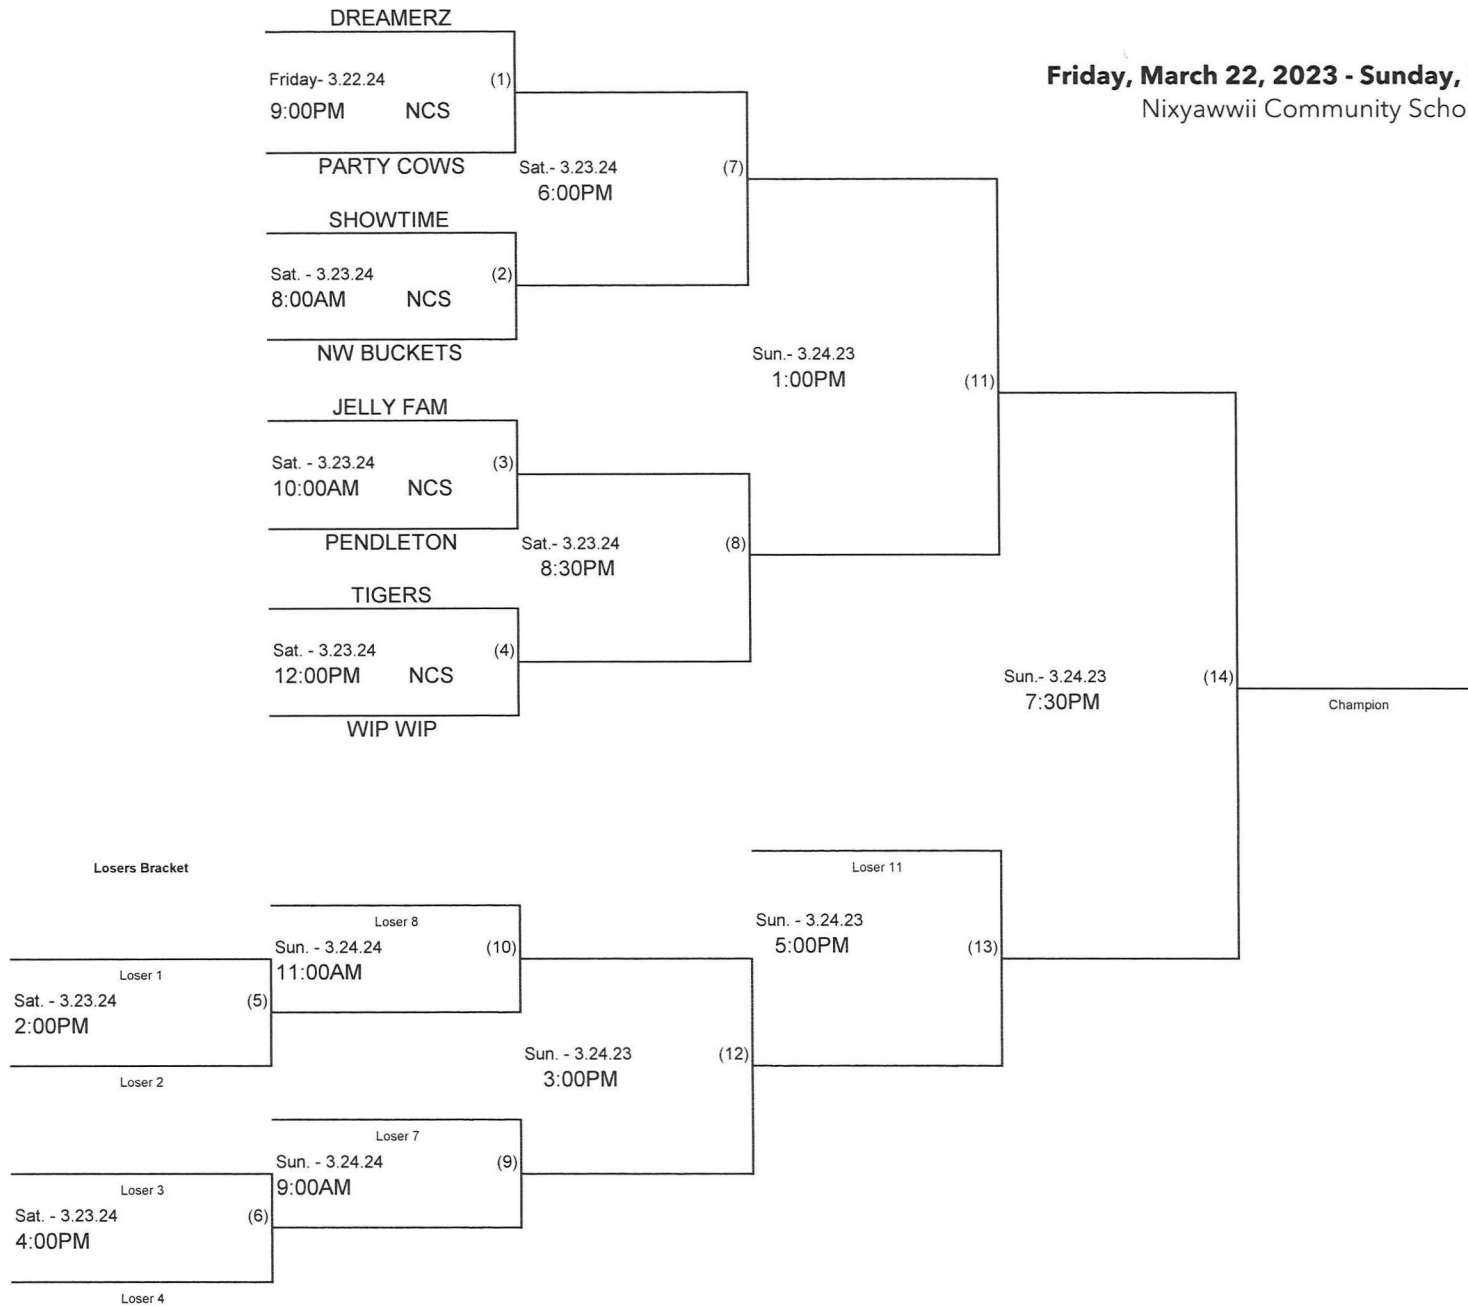 Friday, March 22, 2023 - Sunday,
Nixyawwii Community Scho
DREAMERZ
Friday- 3.22.24 (1)
9:00PM NCS
PARTY COWS
Sat.- 3.23.24 (7)
6:00PM
SHOWTIME
Sat. - 3.23.24 (2)
8:00AM NCS
NW BUCKETS
Sun.- 3.24.23
1:00PM (11)
JELLY FAM
Sat. - 3.23.24 (3)
10:00AM NCS
PENDLETON
Sat.- 3.23.24 (8)
8:30PM
TIGERS
Sat. - 3.23.24 (4)
12:00PM NCS
WIP WIP
Sun.- 3.24.23 (14)
7:30PM
Champion
Losers Bracket
Loser 11
Sun. - 3.24.23
5:00PM (13)
Loser 8
Sun. - 3.24.24 (10)
11:00AM
Loser 1
Sat. - 3.23.24 (5)
2:00PM
Loser 2
Sun. - 3.24.23 (12)
3:00PM
Loser 7
Sun. - 3.24.24 (9)
9:00AM
Loser 3
Sat. - 3.23.24 (6)
4:00PM
Loser 4